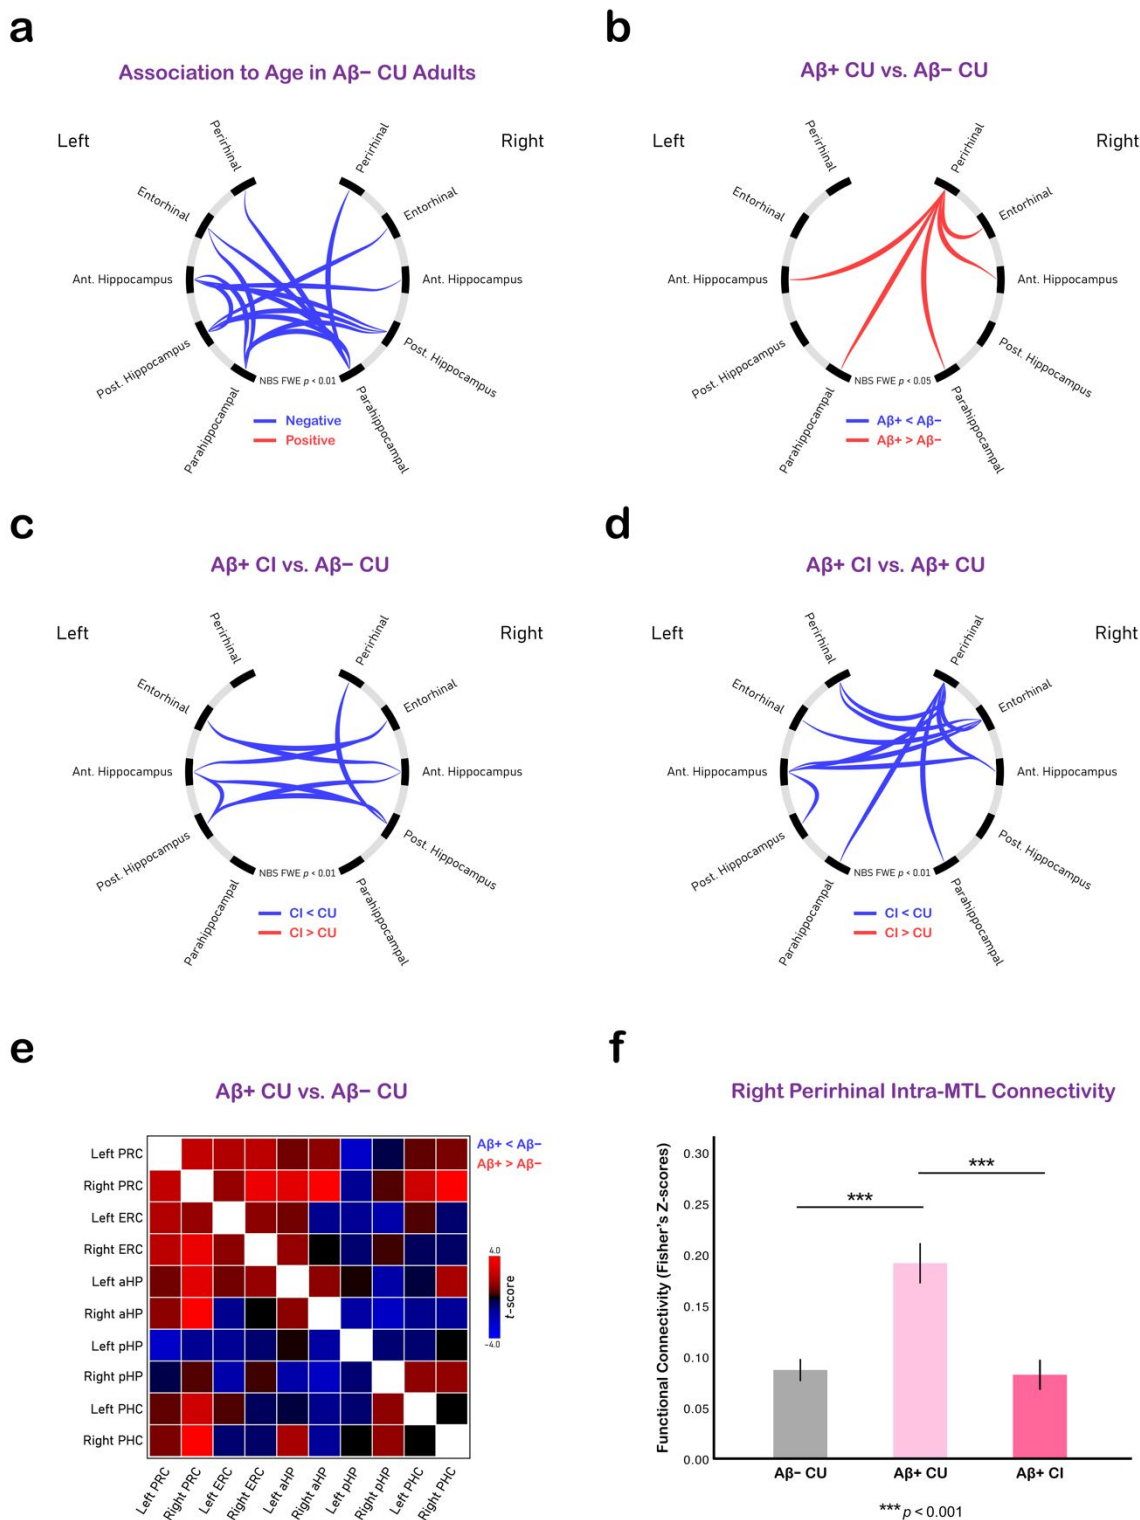 a
Association to Age in Aβ− CU Adults
Left
Right
Perirhinal
Perirhinal
Entorhinal
Entorhinal
Ant. Hippocampus
Ant. Hippocampus
Post. Hippocampus
Post. Hippocampus
Parahippocampal
Parahippocampal
NBS FWE p < 0.01
Negative
Positive
b
Aβ+ CU vs. Aβ− CU
Left
Right
Perirhinal
Perirhinal
Entorhinal
Entorhinal
Ant. Hippocampus
Ant. Hippocampus
Post. Hippocampus
Post. Hippocampus
Parahippocampal
Parahippocampal
NBS FWE p < 0.05
Aβ+ < Aβ−
Aβ+ > Aβ−
c
Aβ+ CI vs. Aβ− CU
Left
Right
Perirhinal
Perirhinal
Entorhinal
Entorhinal
Ant. Hippocampus
Ant. Hippocampus
Post. Hippocampus
Post. Hippocampus
Parahippocampal
Parahippocampal
NBS FWE p < 0.01
CI < CU
CI > CU
d
Aβ+ CI vs. Aβ+ CU
Left
Right
Perirhinal
Perirhinal
Entorhinal
Entorhinal
Ant. Hippocampus
Ant. Hippocampus
Post. Hippocampus
Post. Hippocampus
Parahippocampal
Parahippocampal
NBS FWE p < 0.01
CI < CU
CI > CU
e
Aβ+ CU vs. Aβ− CU
Aβ+ < Aβ−
Aβ+ > Aβ−
Left PRC
Right PRC
Left ERC
Right ERC
Left aHP
Right aHP
Left pHP
Right pHP
Left PHC
Right PHC
Left PRC
Right PRC
Left ERC
Right ERC
Left aHP
Right aHP
Left pHP
Right pHP
Left PHC
Right PHC
4.0
t-score
−4.0
f
Right Perirhinal Intra-MTL Connectivity
Functional Connectivity (Fisher's Z-scores)
0.30
0.25
0.20
0.15
0.10
0.05
0.00
***
***
Aβ− CU
Aβ+ CU
Aβ+ CI
***p < 0.001